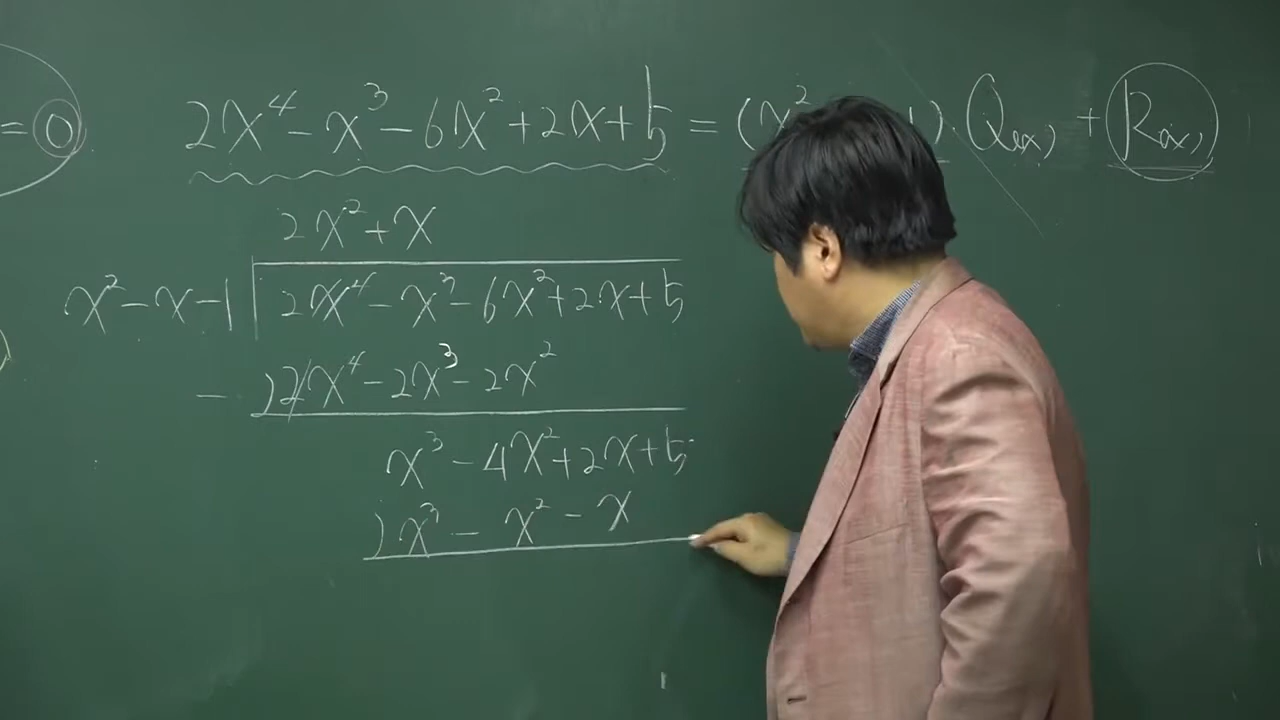 = 0
2x⁴ - x³ - 6x² + 2x + 5 = (x² 1) Q(x) + R(x)
2x² + x
x² - x - 1 2x⁴ - x³ - 6x² + 2x + 5
- ) 2x⁴ - 2x³ - 2x²
x³ - 4x² + 2x + 5
) x³ - x² - x